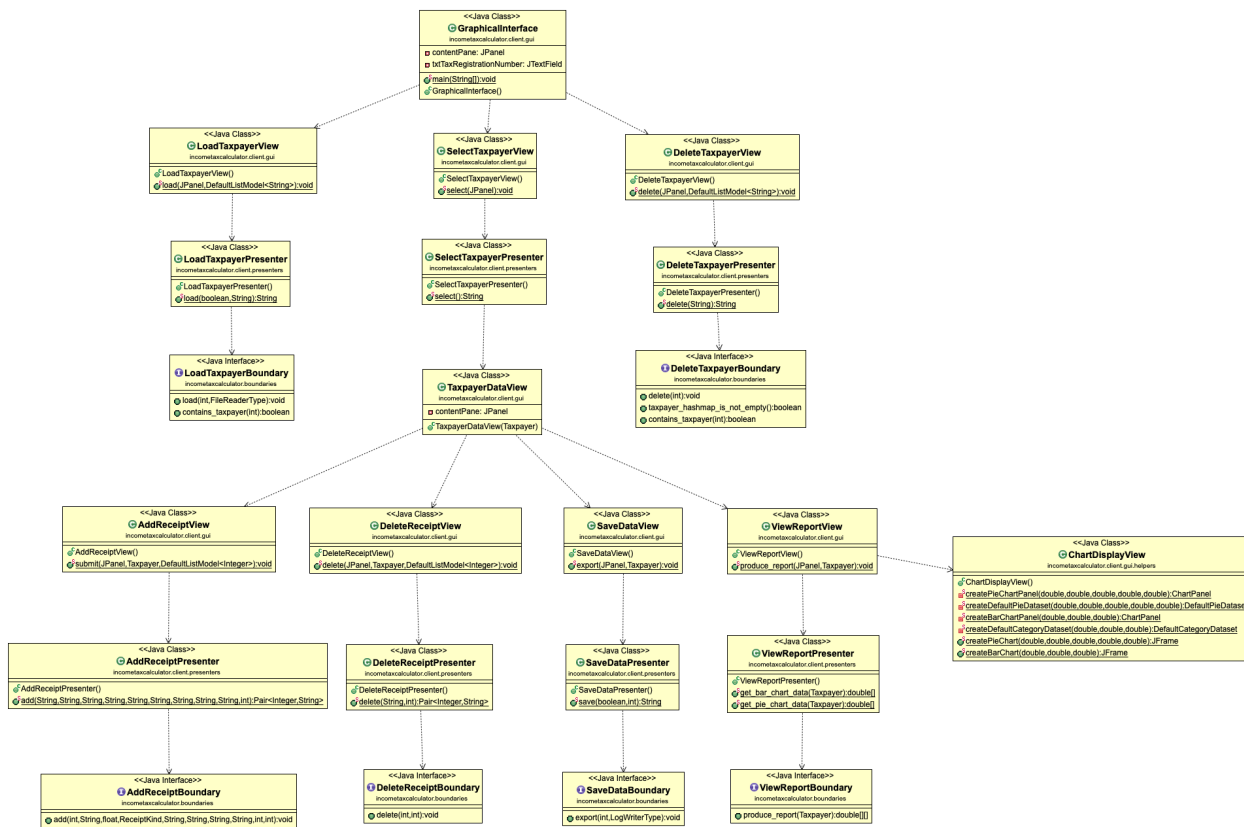 <<Java Class>>
GraphicalInterface
incometaxcalculator.client.gui
contentPane: JPanel
txtTaxRegistrationNumber: JTextField
main(String[]):void
GraphicalInterface()
<<Java Class>>
LoadTaxpayerView
incometaxcalculator.client.gui
LoadTaxpayerView()
load(JPanel,DefaultListModel<String>):void
<<Java Class>>
SelectTaxpayerView
incometaxcalculator.client.gui
SelectTaxpayerView()
select(JPanel):void
<<Java Class>>
DeleteTaxpayerView
incometaxcalculator.client.gui
DeleteTaxpayerView()
delete(JPanel,DefaultListModel<String>):void
<<Java Class>>
LoadTaxpayerPresenter
incometaxcalculator.client.presenters
LoadTaxpayerPresenter()
load(boolean,String):String
<<Java Class>>
SelectTaxpayerPresenter
incometaxcalculator.client.presenters
SelectTaxpayerPresenter()
select():String
<<Java Class>>
DeleteTaxpayerPresenter
incometaxcalculator.client.presenters
DeleteTaxpayerPresenter()
delete(String):String
<<Java Interface>>
LoadTaxpayerBoundary
incometaxcalculator.boundaries
load(int,FileReaderType):void
contains_taxpayer(int):boolean
<<Java Class>>
TaxpayerDataView
incometaxcalculator.client.gui
contentPane: JPanel
TaxpayerDataView(Taxpayer)
<<Java Interface>>
DeleteTaxpayerBoundary
incometaxcalculator.boundaries
delete(int):void
taxpayer_hashmap_is_not_empty():boolean
contains_taxpayer(int):boolean
<<Java Class>>
AddReceiptView
incometaxcalculator.client.gui
AddReceiptView()
submit(JPanel,Taxpayer,DefaultListModel<Integer>):void
<<Java Class>>
DeleteReceiptView
incometaxcalculator.client.gui
DeleteReceiptView()
delete(JPanel,Taxpayer,DefaultListModel<Integer>):void
<<Java Class>>
SaveDataView
incometaxcalculator.client.gui
SaveDataView()
export(JPanel,Taxpayer):void
<<Java Class>>
ViewReportView
incometaxcalculator.client.gui
ViewReportView()
produce_report(JPanel,Taxpayer):void
<<Java Class>>
ChartDisplayView
incometaxcalculator.client.gui.helpers
ChartDisplayView()
createPieChartPanel(double,double,double,double,double):ChartPanel
createDefaultPieDataset(double,double,double,double,double):DefaultPieDataset
createBarChartPanel(double,double,double):ChartPanel
createDefaultCategoryDataset(double,double,double):DefaultCategoryDataset
createPieChart(double,double,double,double,double):JFrame
createBarChart(double,double,double):JFrame
<<Java Class>>
AddReceiptPresenter
incometaxcalculator.client.presenters
AddReceiptPresenter()
add(String,String,String,String,String,String,String,String,String,int):Pair<Integer,String>
<<Java Class>>
DeleteReceiptPresenter
incometaxcalculator.client.presenters
DeleteReceiptPresenter()
delete(String,int):Pair<Integer,String>
<<Java Class>>
SaveDataPresenter
incometaxcalculator.client.presenters
SaveDataPresenter()
save(boolean,int):String
<<Java Class>>
ViewReportPresenter
incometaxcalculator.client.presenters
ViewReportPresenter()
get_bar_chart_data(Taxpayer):double[]
get_pie_chart_data(Taxpayer):double[]
<<Java Interface>>
AddReceiptBoundary
incometaxcalculator.boundaries
add(int,String,float,ReceiptKind,String,String,String,String,int,int):void
<<Java Interface>>
DeleteReceiptBoundary
incometaxcalculator.boundaries
delete(int,int):void
<<Java Interface>>
SaveDataBoundary
incometaxcalculator.boundaries
export(int,LogWriterType):void
<<Java Interface>>
ViewReportBoundary
incometaxcalculator.boundaries
produce_report(Taxpayer):double[][]